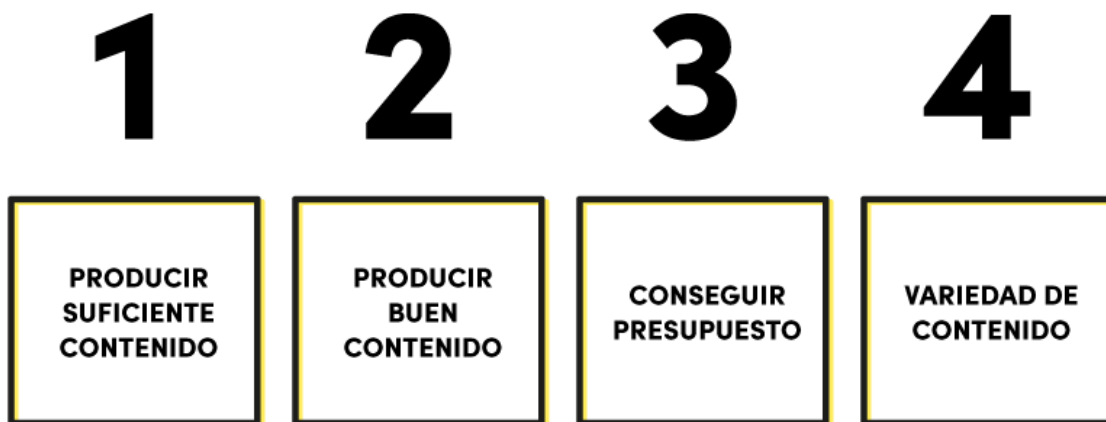 1
2
3
4
PRODUCIR
SUFICIENTE
CONTENIDO
PRODUCIR
BUEN
CONTENIDO
CONSEGUIR
PRESUPUESTO
VARIEDAD DE
CONTENIDO